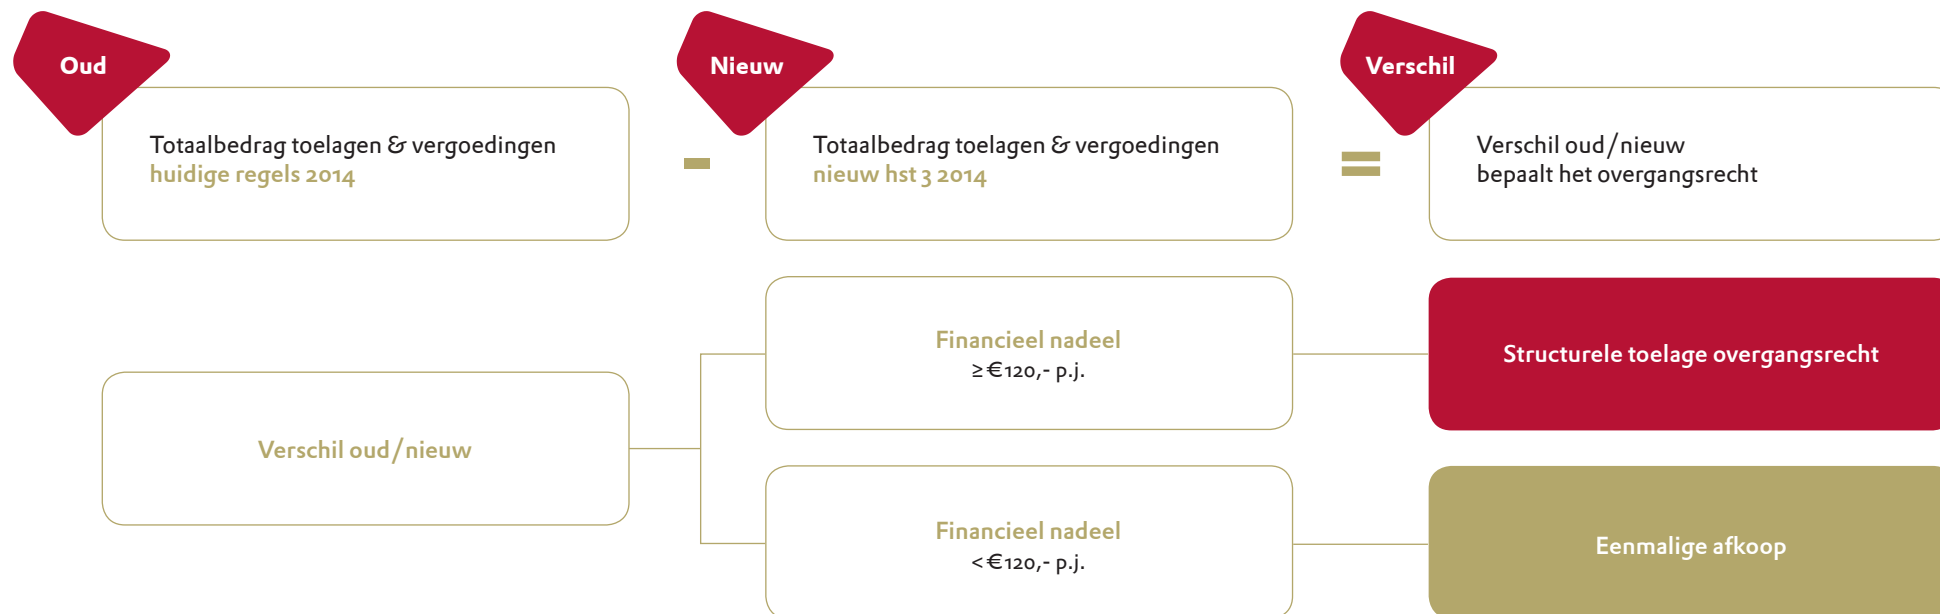 Oud
Totaalbedrag toelagen & vergoedingen
huidige regels 2014
-
Nieuw
Totaalbedrag toelagen & vergoedingen
nieuw hst 3 2014
=
Verschil
Verschil oud/nieuw
bepaalt het overgangsrecht
Verschil oud/nieuw
Financieel nadeel
≥ €120,- p.j.
Structurele toelage overgangsrecht
Financieel nadeel
< €120,- p.j.
Eenmalige afkoop